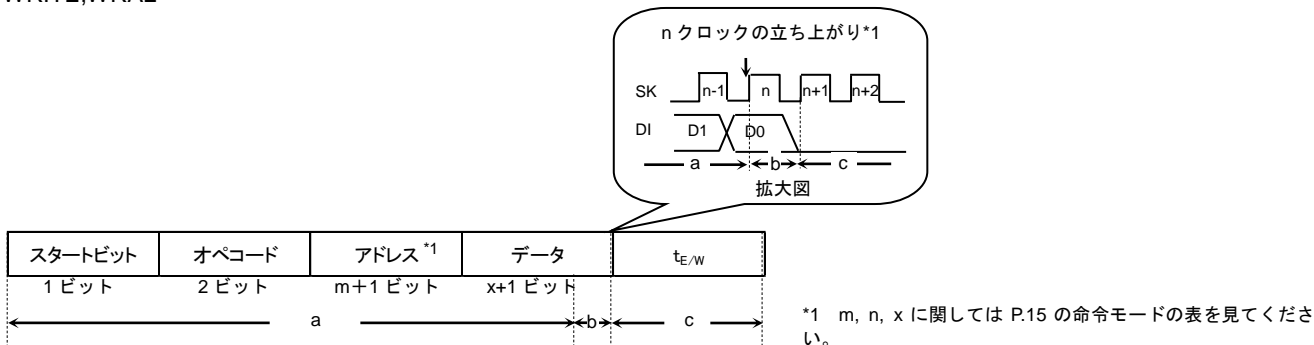 n クロックの立ち上がり*1
SK n-1 n n+1 n+2
DI D1 D0
a b c
拡大図
スタートビット オペコード アドレス *1 データ tE/W
1 ビット 2 ビット m+1 ビット x+1 ビット
a b c
*1 m, n, x に関しては P.15 の命令モードの表を見てくださ
い。